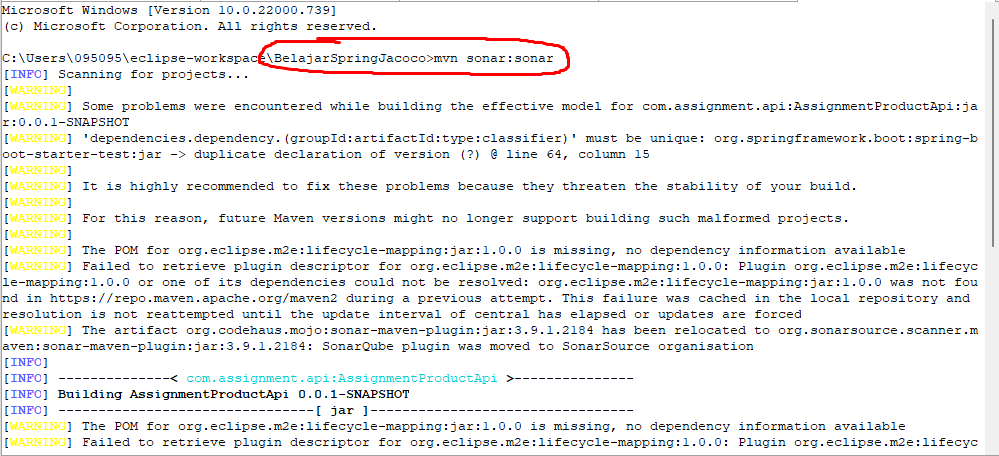 Microsoft Windows [Version 10.0.22000.739]
(c) Microsoft Corporation. All rights reserved.
C:\Users\095095\eclipse-workspace\BelajarSpringJacoco>mvn sonar:sonar
[INFO] Scanning for projects...
[WARNING]
[WARNING] Some problems were encountered while building the effective model for com.assignment.api:AssignmentProductApi:ja
r:0.0.1-SNAPSHOT
[WARNING] 'dependencies.dependency.(groupId:artifactId:type:classifier)' must be unique: org.springframework.boot:spring-b
oot-starter-test:jar -> duplicate declaration of version (?) @ line 64, column 15
[WARNING]
[WARNING] It is highly recommended to fix these problems because they threaten the stability of your build.
[WARNING]
[WARNING] For this reason, future Maven versions might no longer support building such malformed projects.
[WARNING]
[WARNING] The POM for org.eclipse.m2e:lifecycle-mapping:jar:1.0.0 is missing, no dependency information available
[WARNING] Failed to retrieve plugin descriptor for org.eclipse.m2e:lifecycle-mapping:1.0.0: Plugin org.eclipse.m2e:lifecyc
le-mapping:1.0.0 or one of its dependencies could not be resolved: org.eclipse.m2e:lifecycle-mapping:jar:1.0.0 was not fou
nd in https://repo.maven.apache.org/maven2 during a previous attempt. This failure was cached in the local repository and
resolution is not reattempted until the update interval of central has elapsed or updates are forced
[WARNING] The artifact org.codehaus.mojo:sonar-maven-plugin:jar:3.9.1.2184 has been relocated to org.sonarsource.scanner.m
aven:sonar-maven-plugin:jar:3.9.1.2184: SonarQube plugin was moved to SonarSource organisation
[INFO]
[INFO] --------------< com.assignment.api:AssignmentProductApi >---------------
[INFO] Building AssignmentProductApi 0.0.1-SNAPSHOT
[INFO] --------------------------------[ jar ]---------------------------------
[WARNING] The POM for org.eclipse.m2e:lifecycle-mapping:jar:1.0.0 is missing, no dependency information available
[WARNING] Failed to retrieve plugin descriptor for org.eclipse.m2e:lifecycle-mapping:1.0.0: Plugin org.eclipse.m2e:lifecyc